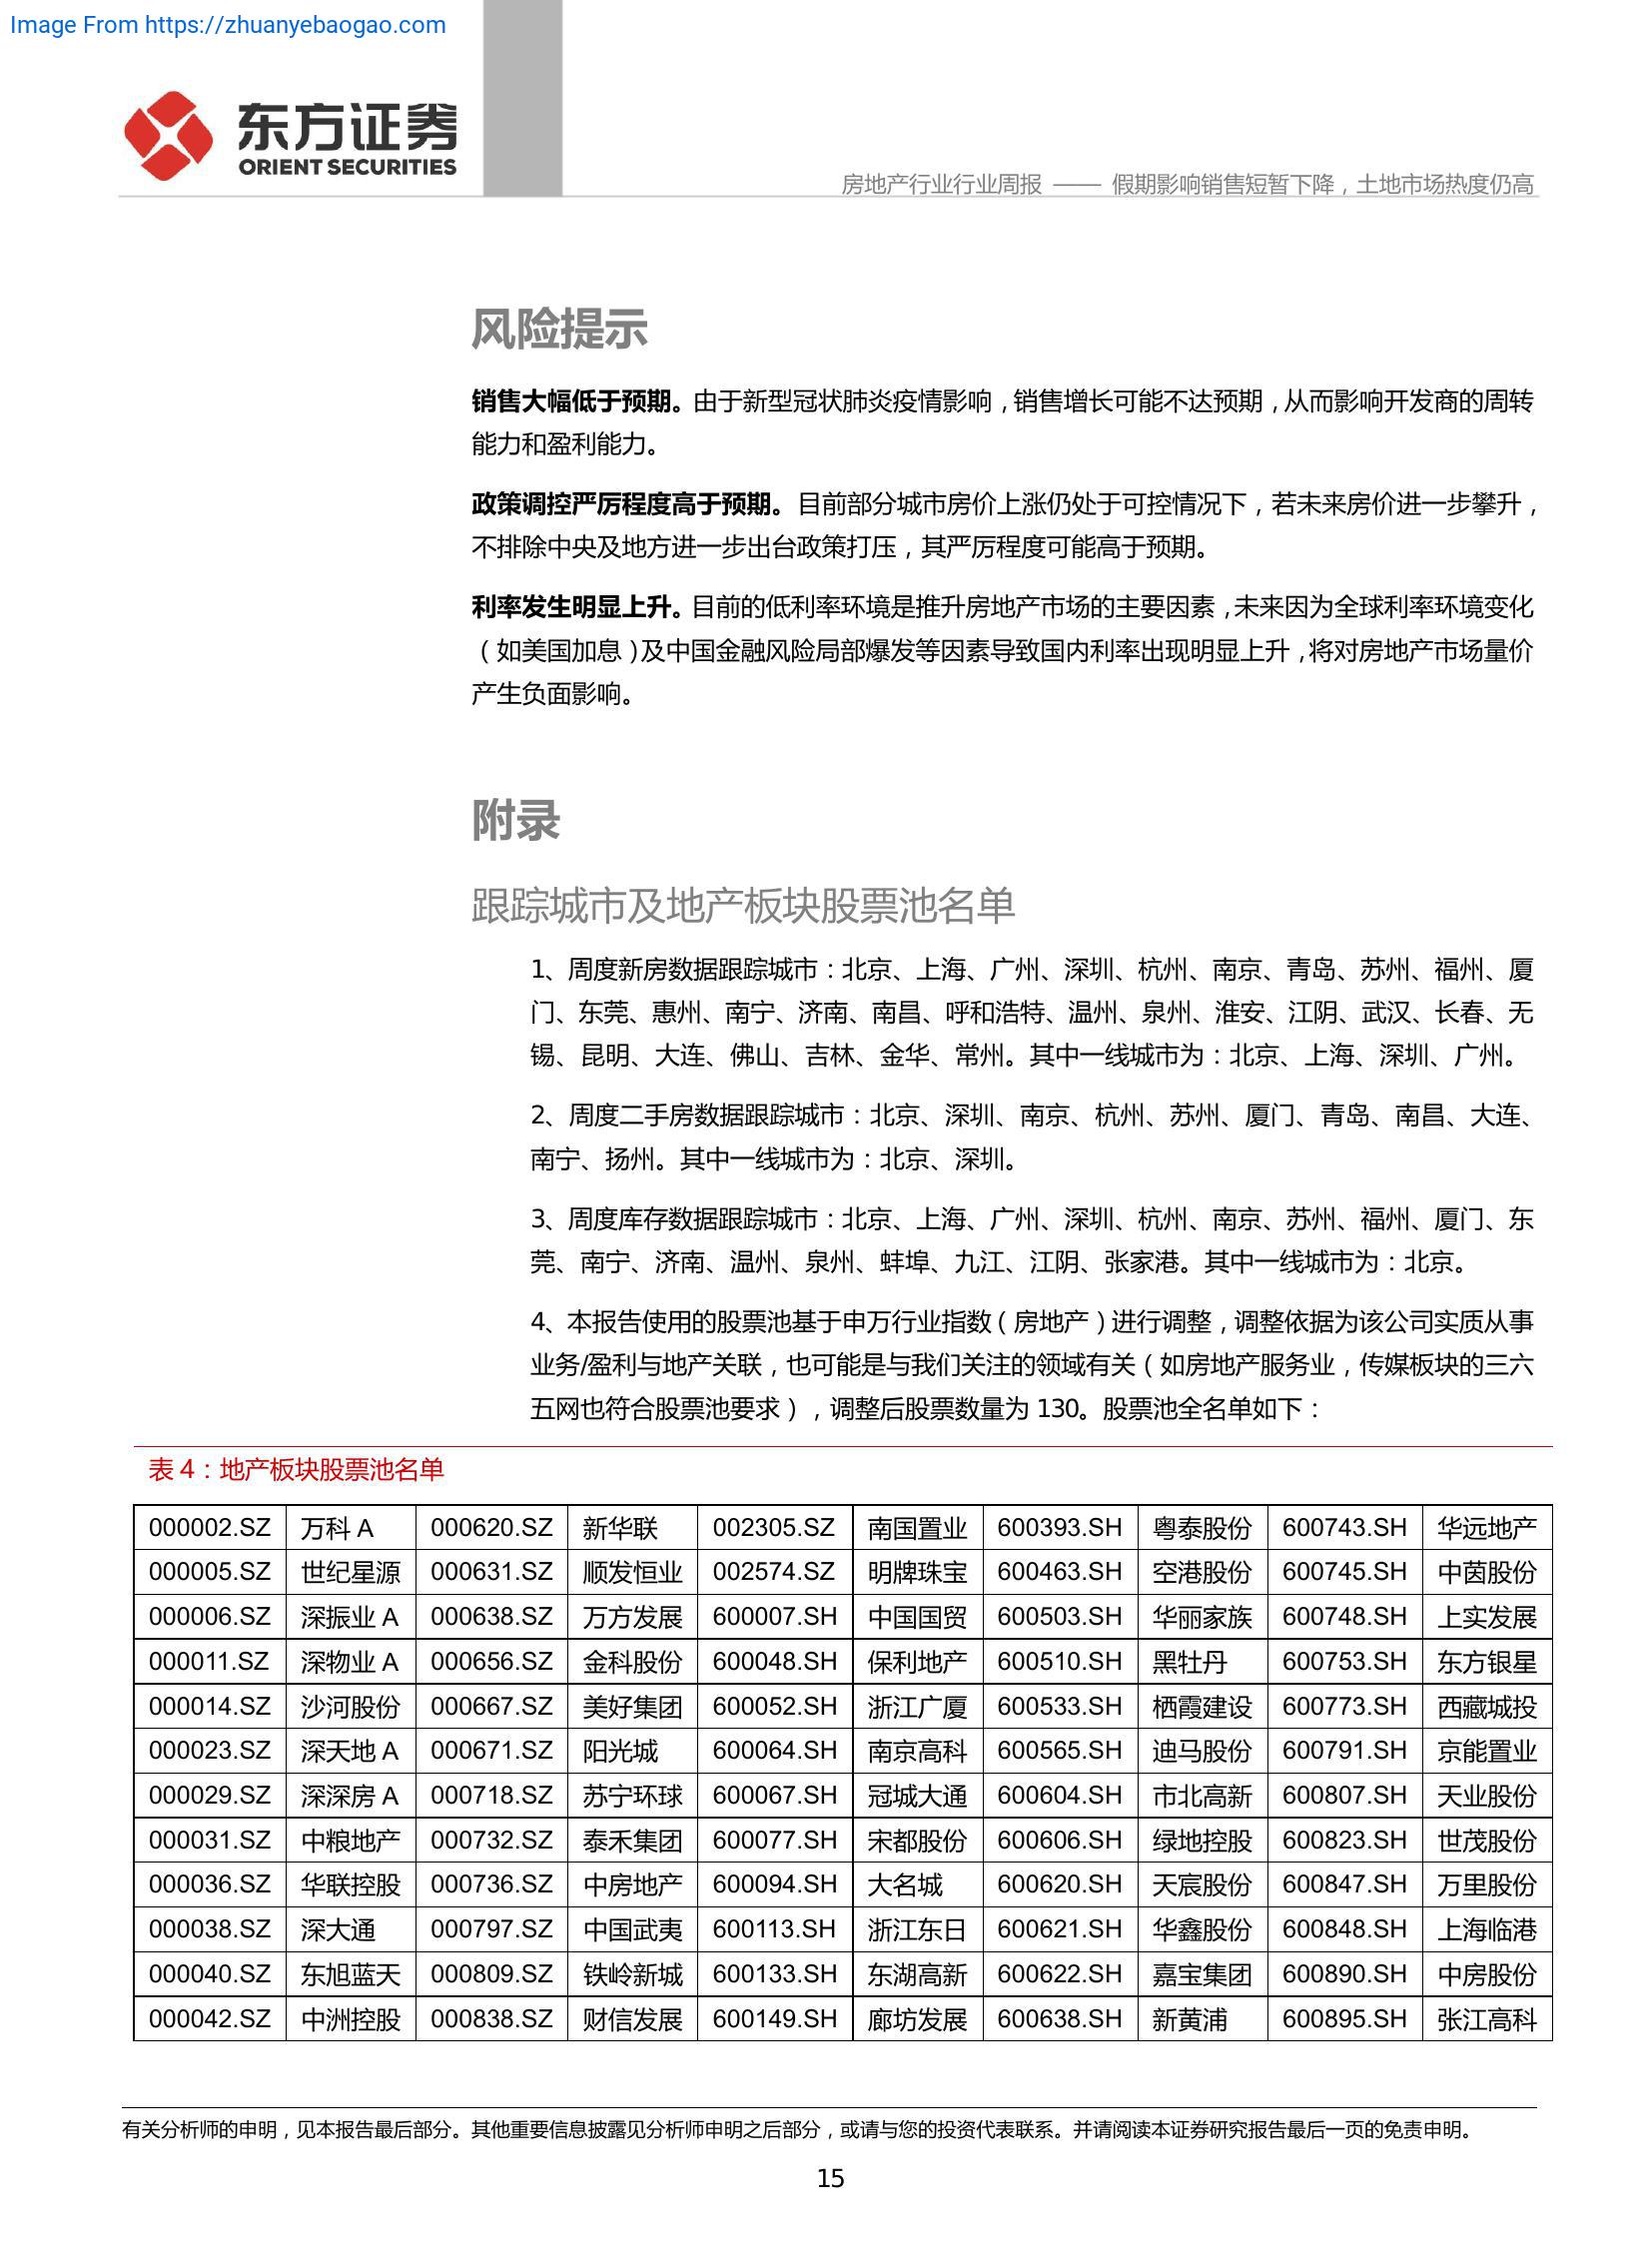 Image From https://zhuanyebaogao.com
东方证券
ORIENT SECURITIES
房地产行业行业周报 —— 假期影响销售短暂下降，土地市场热度仍高
风险提示
销售大幅低于预期。由于新型冠状肺炎疫情影响，销售增长可能不达预期，从而影响开发商的周转
能力和盈利能力。
政策调控严厉程度高于预期。目前部分城市房价上涨仍处于可控情况下，若未来房价进一步攀升，
不排除中央及地方进一步出台政策打压，其严厉程度可能高于预期。
利率发生明显上升。目前的低利率环境是推升房地产市场的主要因素，未来因为全球利率环境变化
（如美国加息）及中国金融风险局部爆发等因素导致国内利率出现明显上升，将对房地产市场量价
产生负面影响。
附录
跟踪城市及地产板块股票池名单
1、周度新房数据跟踪城市：北京、上海、广州、深圳、杭州、南京、青岛、苏州、福州、厦
门、东莞、惠州、南宁、济南、南昌、呼和浩特、温州、泉州、淮安、江阴、武汉、长春、无
锡、昆明、大连、佛山、吉林、金华、常州。其中一线城市为：北京、上海、深圳、广州。
2、周度二手房数据跟踪城市：北京、深圳、南京、杭州、苏州、厦门、青岛、南昌、大连、
南宁、扬州。其中一线城市为：北京、深圳。
3、周度库存数据跟踪城市：北京、上海、广州、深圳、杭州、南京、苏州、福州、厦门、东
莞、南宁、济南、温州、泉州、蚌埠、九江、江阴、张家港。其中一线城市为：北京。
4、本报告使用的股票池基于申万行业指数（房地产）进行调整，调整依据为该公司实质从事
业务/盈利与地产关联，也可能是与我们关注的领域有关（如房地产服务业，传媒板块的三六
五网也符合股票池要求），调整后股票数量为 130。股票池全名单如下：
表 4：地产板块股票池名单
000002.SZ 万科 A 000620.SZ 新华联 002305.SZ 南国置业 600393.SH 粤泰股份 600743.SH 华远地产
000005.SZ 世纪星源 000631.SZ 顺发恒业 002574.SZ 明牌珠宝 600463.SH 空港股份 600745.SH 中茵股份
000006.SZ 深振业 A 000638.SZ 万方发展 600007.SH 中国国贸 600503.SH 华丽家族 600748.SH 上实发展
000011.SZ 深物业 A 000656.SZ 金科股份 600048.SH 保利地产 600510.SH 黑牡丹 600753.SH 东方银星
000014.SZ 沙河股份 000667.SZ 美好集团 600052.SH 浙江广厦 600533.SH 栖霞建设 600773.SH 西藏城投
000023.SZ 深天地 A 000671.SZ 阳光城 600064.SH 南京高科 600565.SH 迪马股份 600791.SH 京能置业
000029.SZ 深深房 A 000718.SZ 苏宁环球 600067.SH 冠城大通 600604.SH 市北高新 600807.SH 天业股份
000031.SZ 中粮地产 000732.SZ 泰禾集团 600077.SH 宋都股份 600606.SH 绿地控股 600823.SH 世茂股份
000036.SZ 华联控股 000736.SZ 中房地产 600094.SH 大名城 600620.SH 天宸股份 600847.SH 万里股份
000038.SZ 深大通 000797.SZ 中国武夷 600113.SH 浙江东日 600621.SH 华鑫股份 600848.SH 上海临港
000040.SZ 东旭蓝天 000809.SZ 铁岭新城 600133.SH 东湖高新 600622.SH 嘉宝集团 600890.SH 中房股份
000042.SZ 中洲控股 000838.SZ 财信发展 600149.SH 廊坊发展 600638.SH 新黄浦 600895.SH 张江高科
有关分析师的申明，见本报告最后部分。其他重要信息披露见分析师申明之后部分，或请与您的投资代表联系。并请阅读本证券研究报告最后一页的免责申明。
15